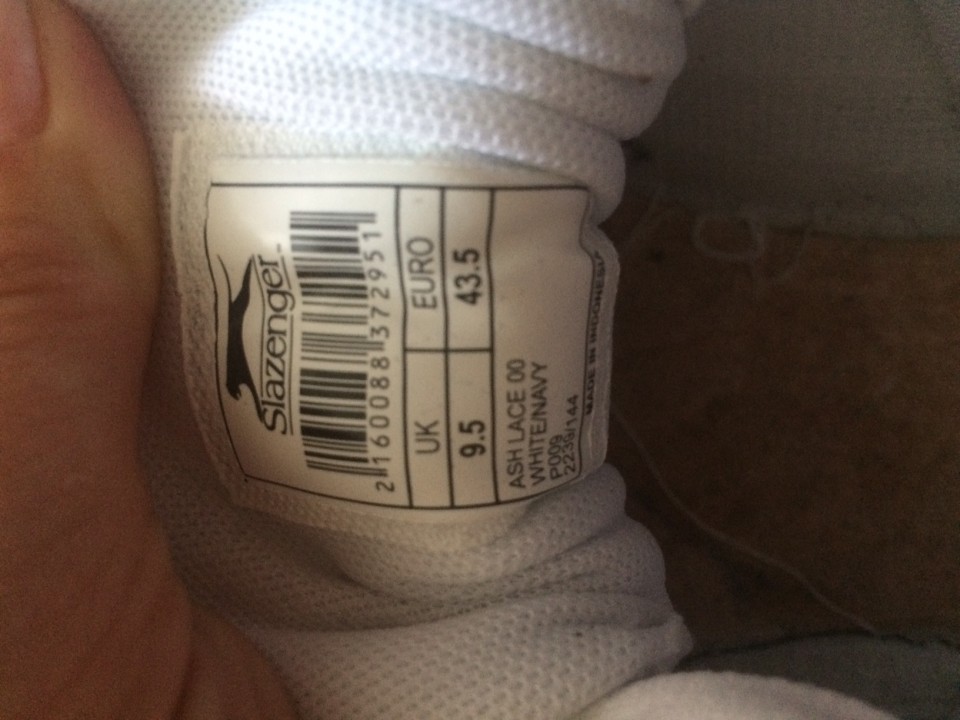 Slazenger
2160088372951
UK EURO
9.5 43.5
ASH LACE 00
WHITE/NAVY
P009
2239/144
MADE IN INDONESIA